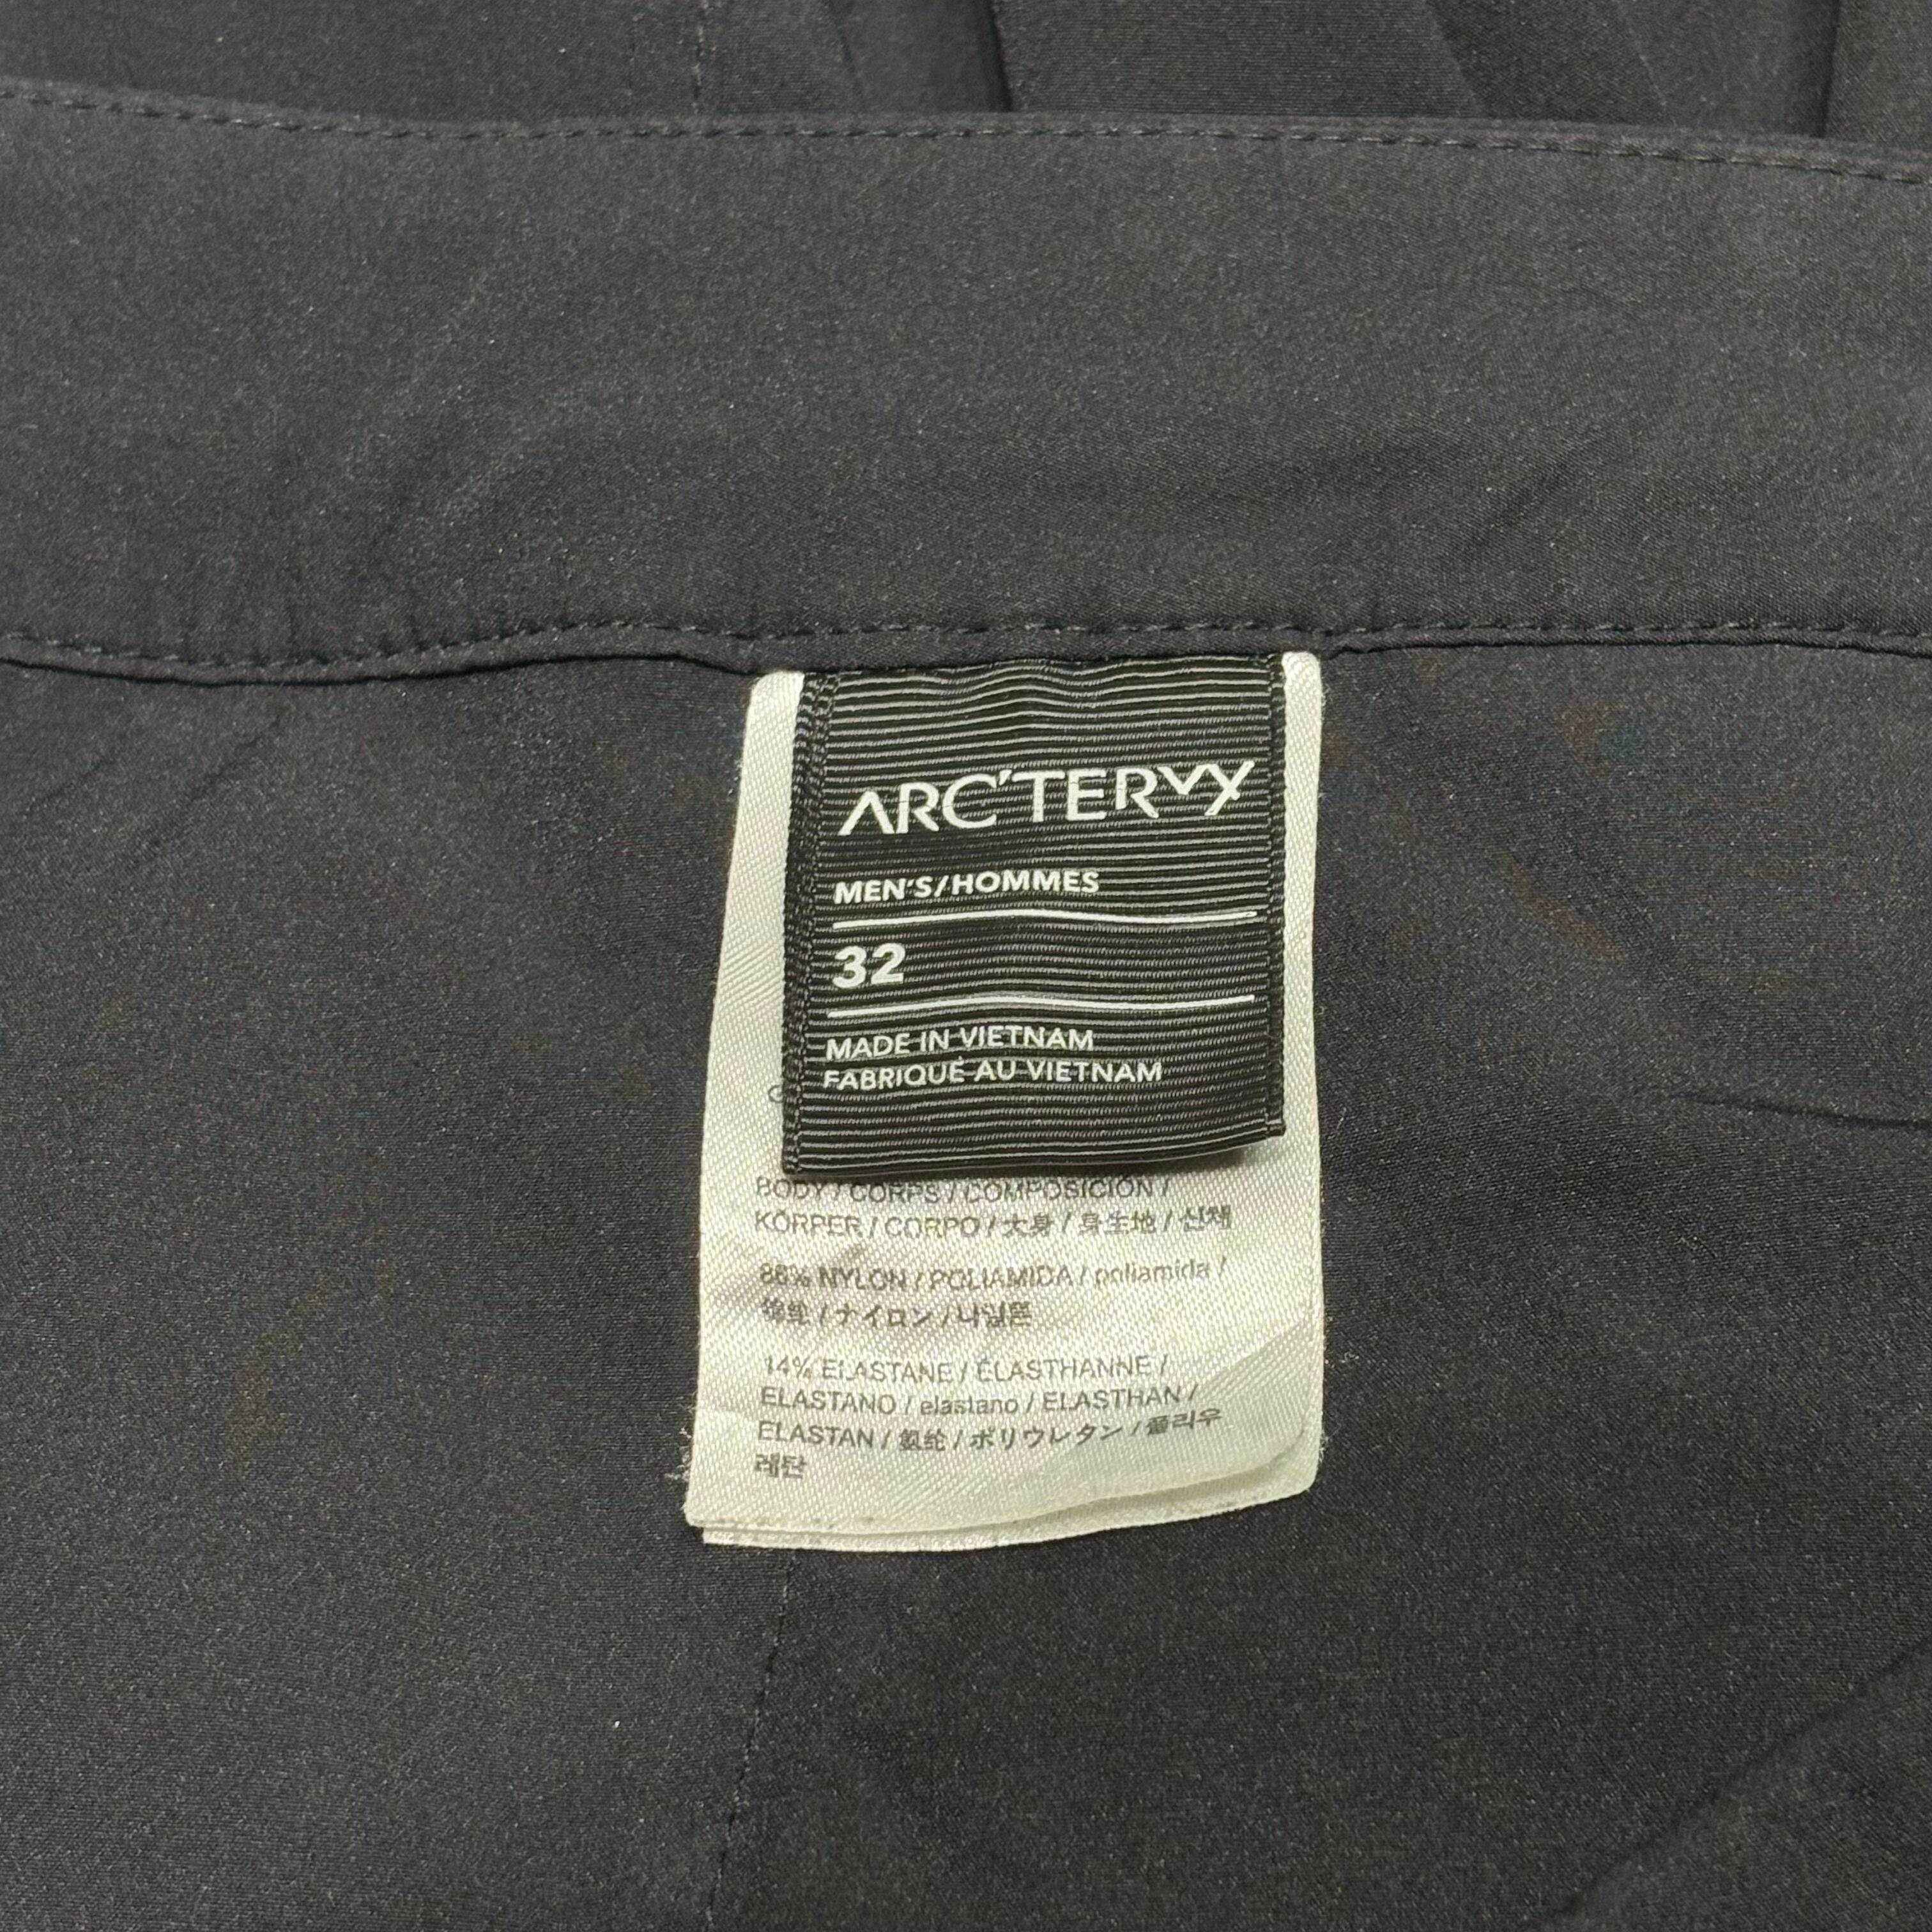 ARC'TERYX
MEN'S/HOMMES
32
MADE IN VIETNAM
FABRIQUÉ AU VIETNAM
BODY / CORPS / COMPOSICIÓN /
KÖRPER / CORPO / 大身 / 身生地 / 신체
86% NYLON / POLIAMIDA / poliamida /
锦纶 / ナイロン / 나일론
14% ELASTANE / ÉLASTHANNE /
ELASTANO / elastano / ELASTHAN /
ELASTAN / 氨纶 / ポリウレタン / 폴리우
레탄